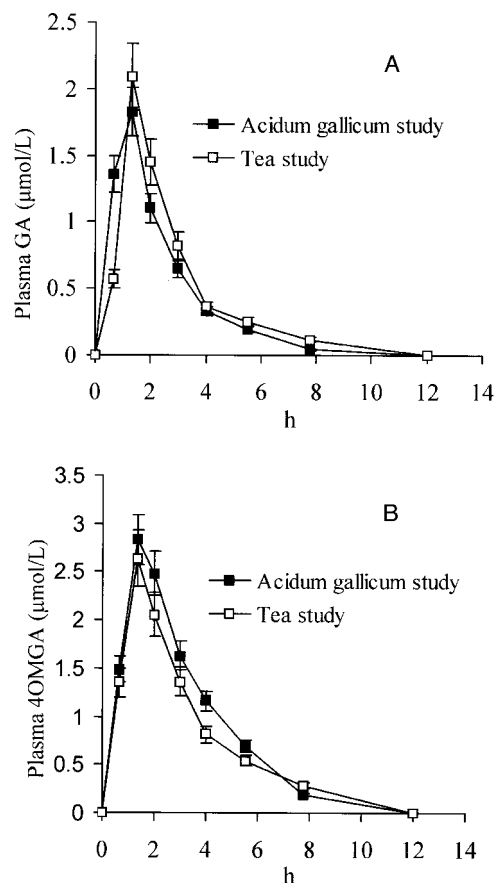 A
Plasma GA (µmol/L)
2.5
2
1.5
1
0.5
0
Acidum gallicum study
Tea study
0 2 4 6 8 10 12 14
h
B
Plasma 4OMGA (µmol/L)
3.5
3
2.5
2
1.5
1
0.5
0
Acidum gallicum study
Tea study
0 2 4 6 8 10 12 14
h